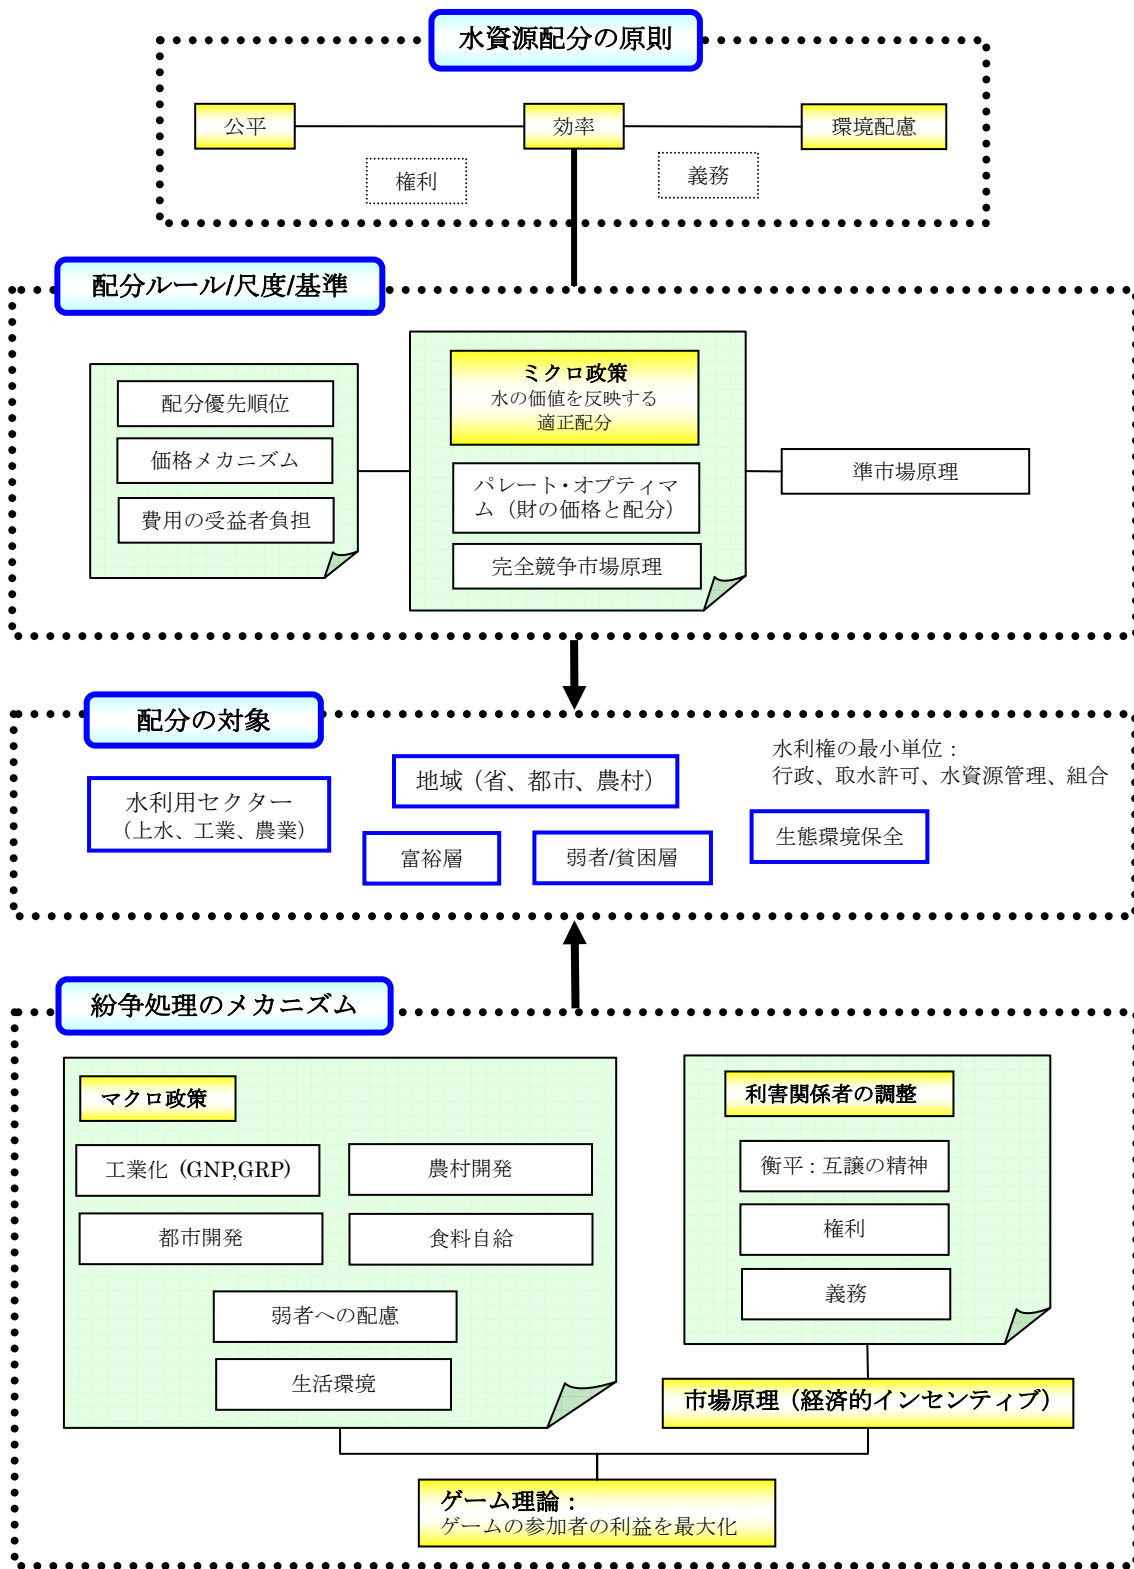 水資源配分の原則
公平
効率
環境配慮
権利
義務
配分ルール/尺度/基準
配分優先順位
価格メカニズム
費用の受益者負担
ミクロ政策
水の価値を反映する
適正配分
パレート・オプティマ
ム（財の価格と配分）
完全競争市場原理
準市場原理
配分の対象
水利用セクター
（上水、工業、農業）
地域（省、都市、農村）
富裕層
弱者/貧困層
水利権の最小単位：
行政、取水許可、水資源管理、組合
生態環境保全
紛争処理のメカニズム
マクロ政策
工業化 (GNP,GRP)
農村開発
都市開発
食料自給
弱者への配慮
生活環境
利害関係者の調整
衡平：互譲の精神
権利
義務
市場原理（経済的インセンティブ）
ゲーム理論：
ゲームの参加者の利益を最大化